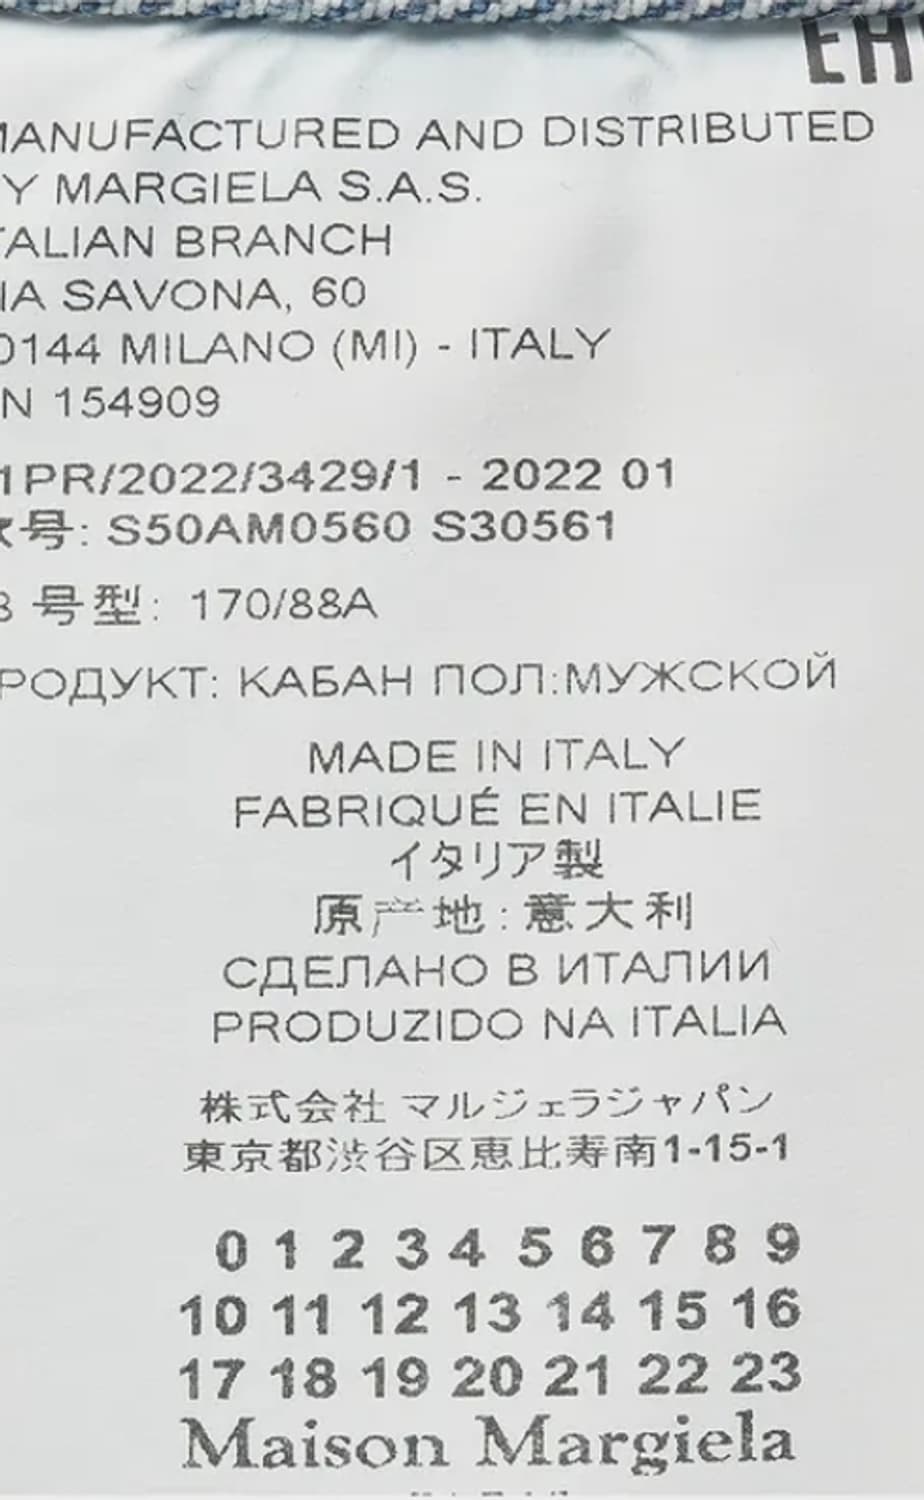 EH
MANUFACTURED AND DISTRIBUTED
Y MARGIELA S.A.S.
TALIAN BRANCH
IA SAVONA, 60
0144 MILANO (MI) - ITALY
N 154909
1PR/2022/3429/1 - 2022 01
号: S50AM0560 S30561
号型: 170/88A
РОДУКТ: КАБАН ПОЛ:МУЖСКОЙ
MADE IN ITALY
FABRIQUÉ EN ITALIE
イタリア製
原产地:意大利
СДЕЛАНО В ИТАЛИИ
PRODUZIDO NA ITALIA
株式会社 マルジェラジャパン
東京都渋谷区恵比寿南1-15-1
0 1 2 3 4 5 6 7 8 9
10 11 12 13 14 15 16
17 18 19 20 21 22 23
Maison Margiela